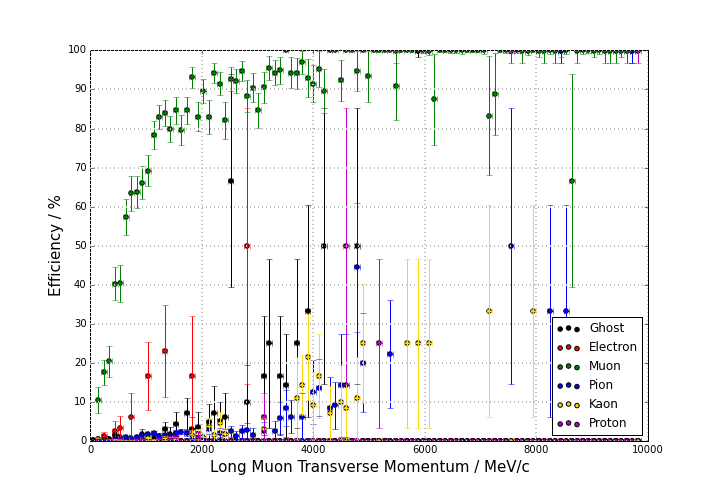 100
90
80
70
60
50
40
30
20
10
0
Efficiency / %
0
2000
4000
6000
8000
10000
Long Muon Transverse Momentum / MeV/c
Ghost
Electron
Muon
Pion
Kaon
Proton